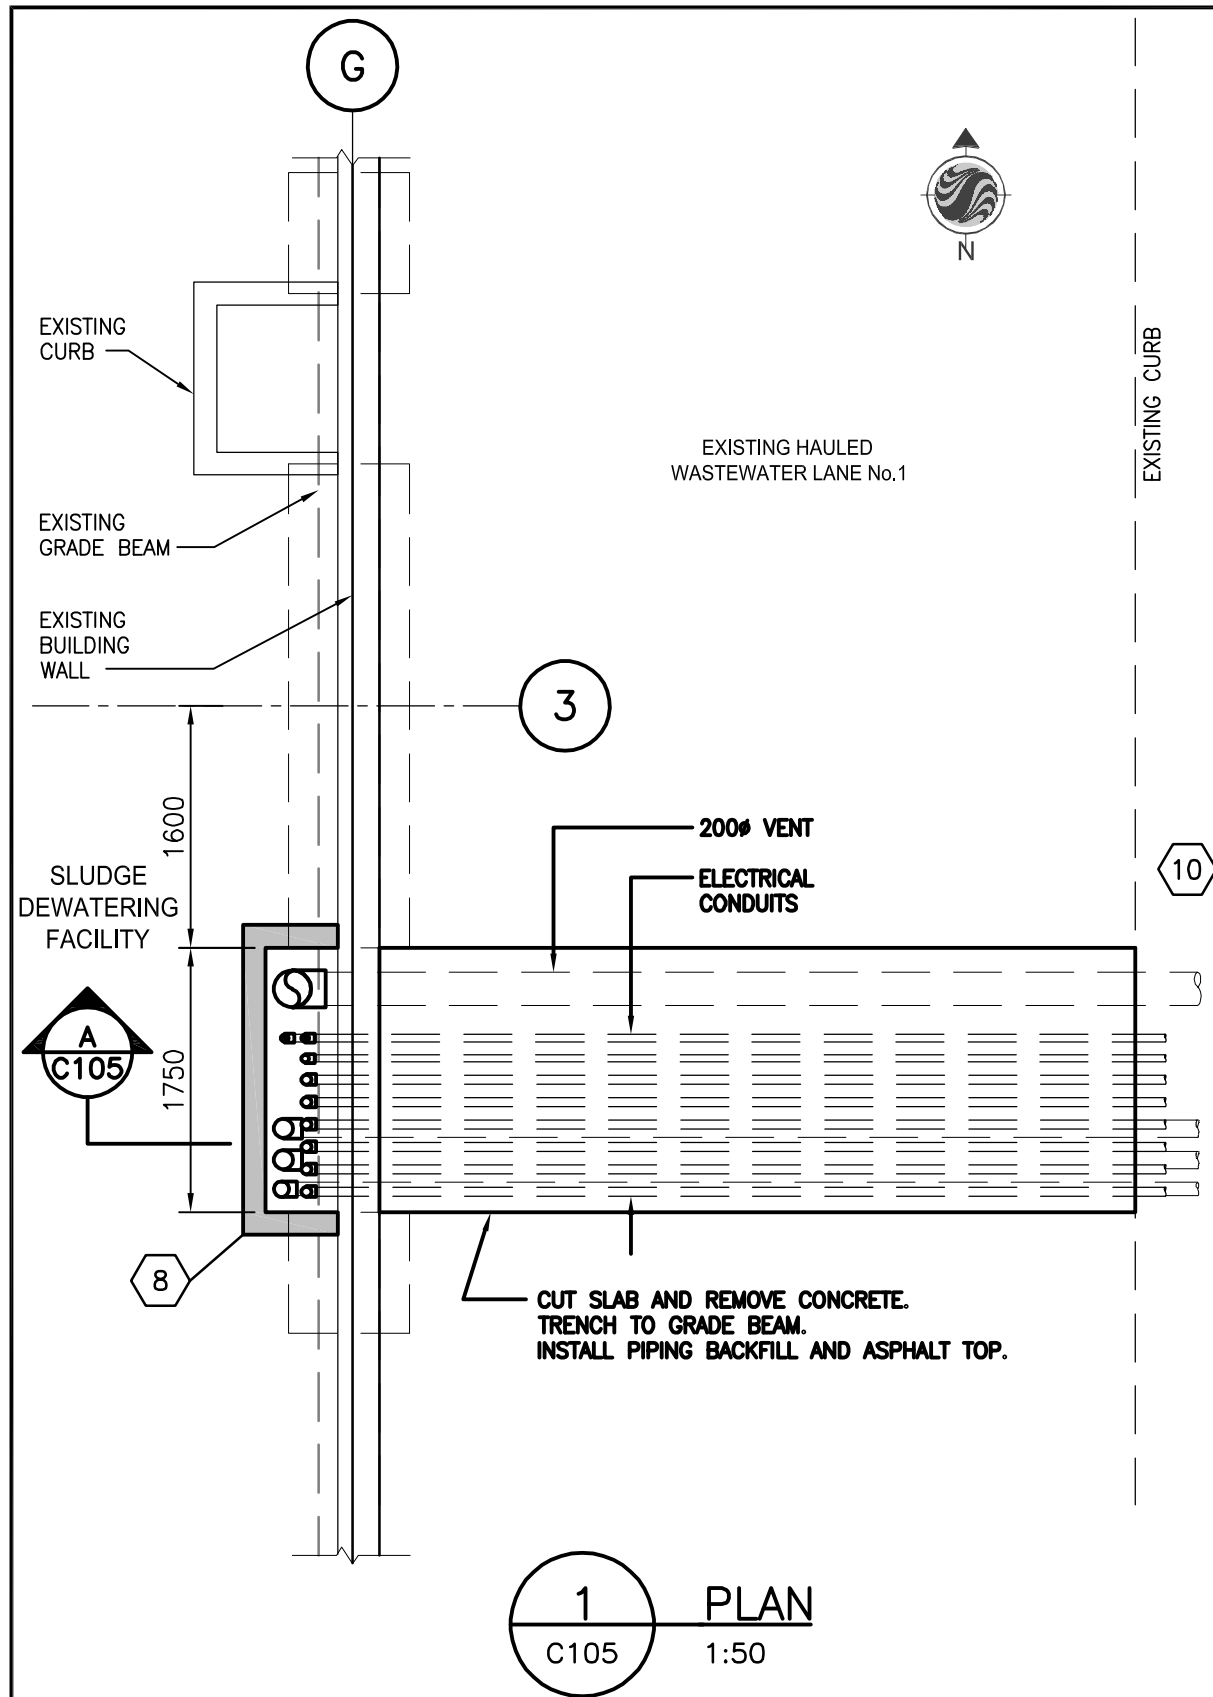 G
N
EXISTING
CURB
EXISTING CURB
EXISTING HAULED
WASTEWATER LANE No.1
EXISTING
GRADE BEAM
EXISTING
BUILDING
WALL
3
1600
200ø VENT
ELECTRICAL
CONDUITS
10
SLUDGE
DEWATERING
FACILITY
A
C105
1750
8
CUT SLAB AND REMOVE CONCRETE.
TRENCH TO GRADE BEAM.
INSTALL PIPING BACKFILL AND ASPHALT TOP.
1
C105
PLAN
1:50